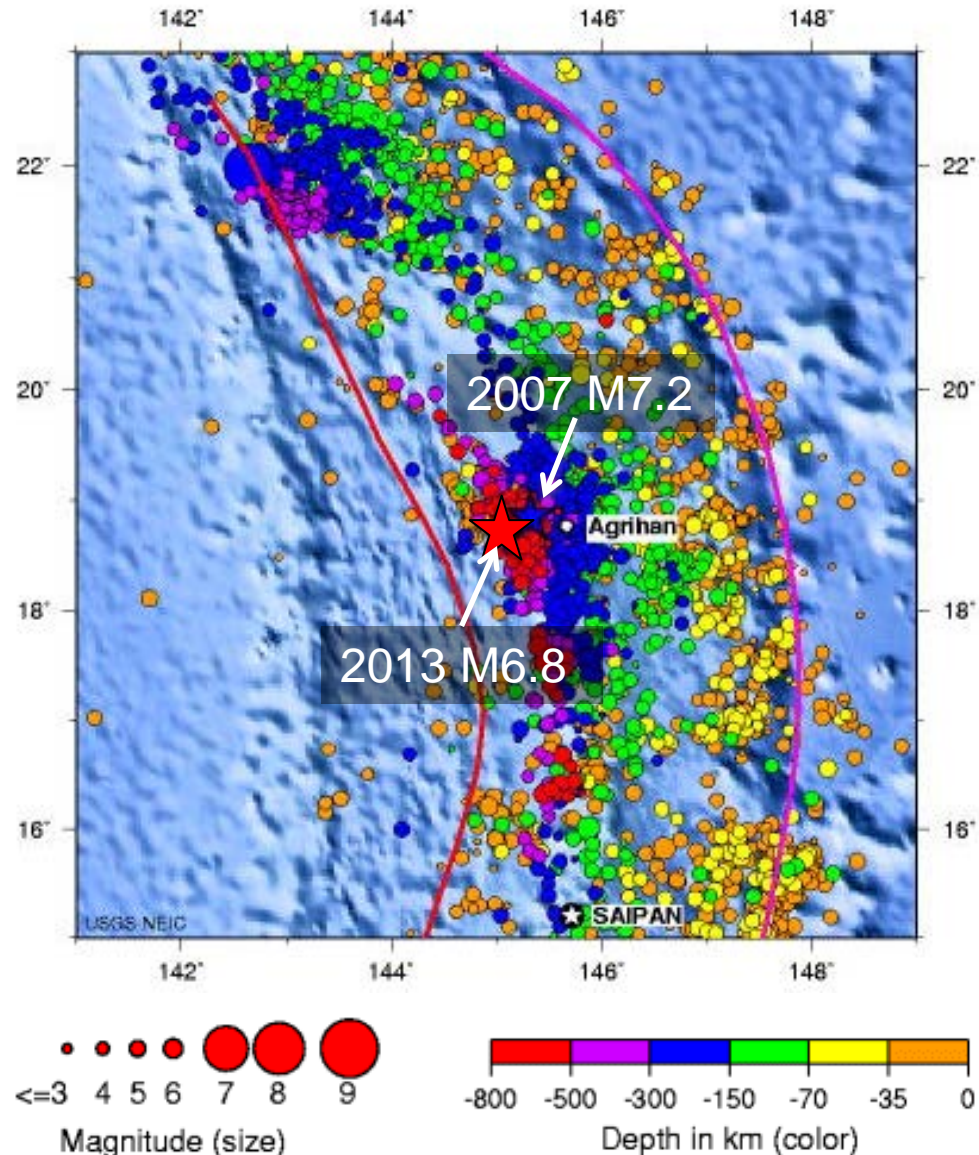 142° 144° 146° 148°
22° 22°
20° 20°
2007 M7.2
Agrihan
18° 18°
2013 M6.8
16° 16°
SAIPAN
USGS NEIC
142° 144° 146° 148°
<=3 4 5 6 7 8 9
Magnitude (size)
-800 -500 -300 -150 -70 -35 0
Depth in km (color)